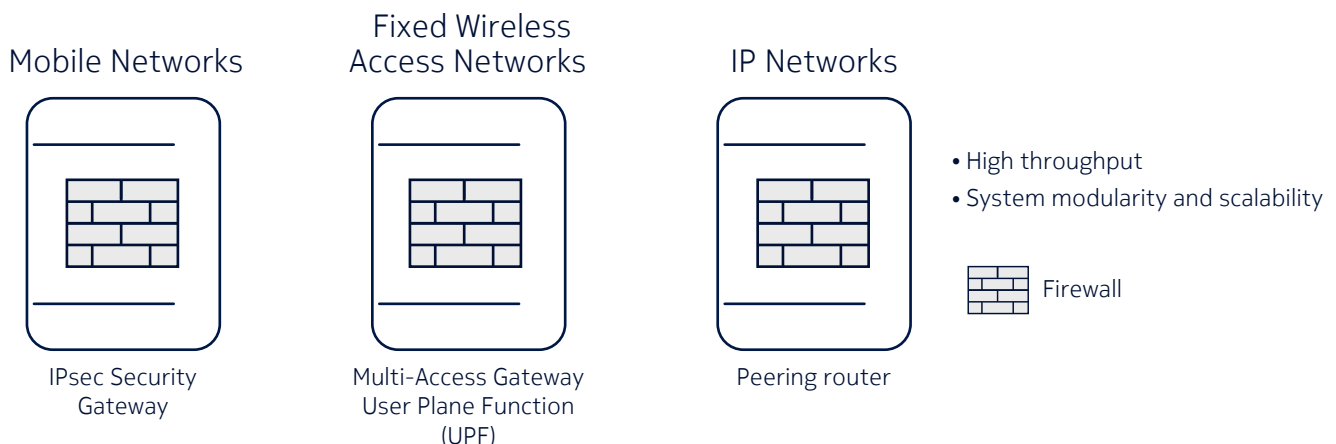 Mobile Networks
Fixed Wireless
Access Networks
IP Networks
• High throughput
• System modularity and scalability
Firewall
IPsec Security
Gateway
Multi-Access Gateway
User Plane Function
(UPF)
Peering router